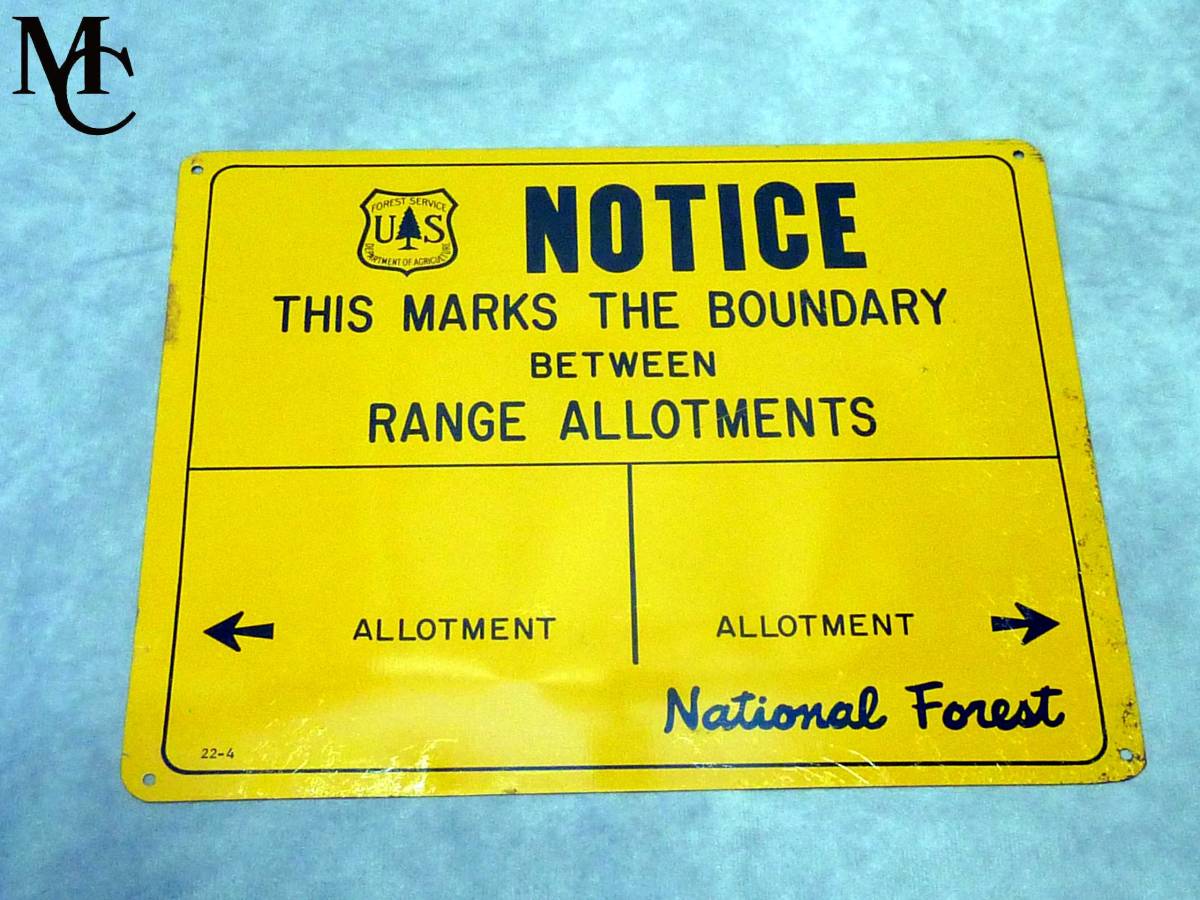 MC
FOREST SERVICE
US
DEPARTMENT OF AGRICULTURE
NOTICE
THIS MARKS THE BOUNDARY
BETWEEN
RANGE ALLOTMENTS
ALLOTMENT ALLOTMENT
National Forest
22-4